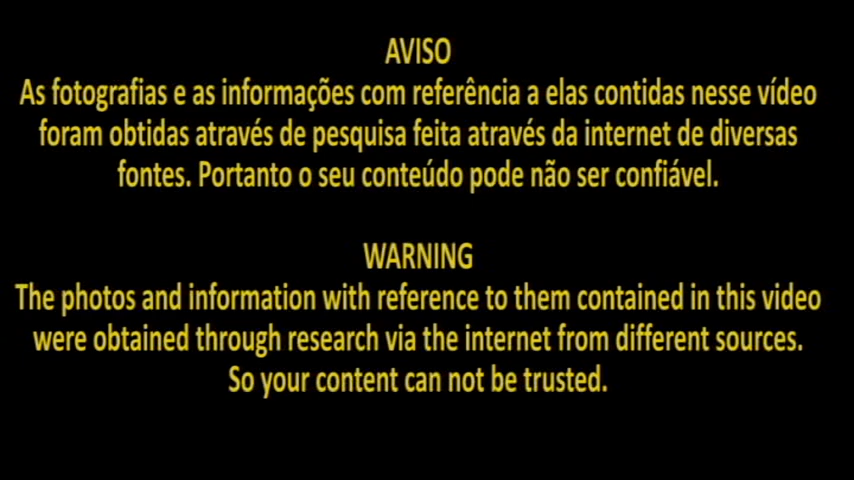 AVISO
As fotografias e as informações com referência a elas contidas nesse vídeo
foram obtidas através de pesquisa feita através da internet de diversas
fontes. Portanto o seu conteúdo pode não ser confiável.
WARNING
The photos and information with reference to them contained in this video
were obtained through research via the internet from different sources.
So your content can not be trusted.